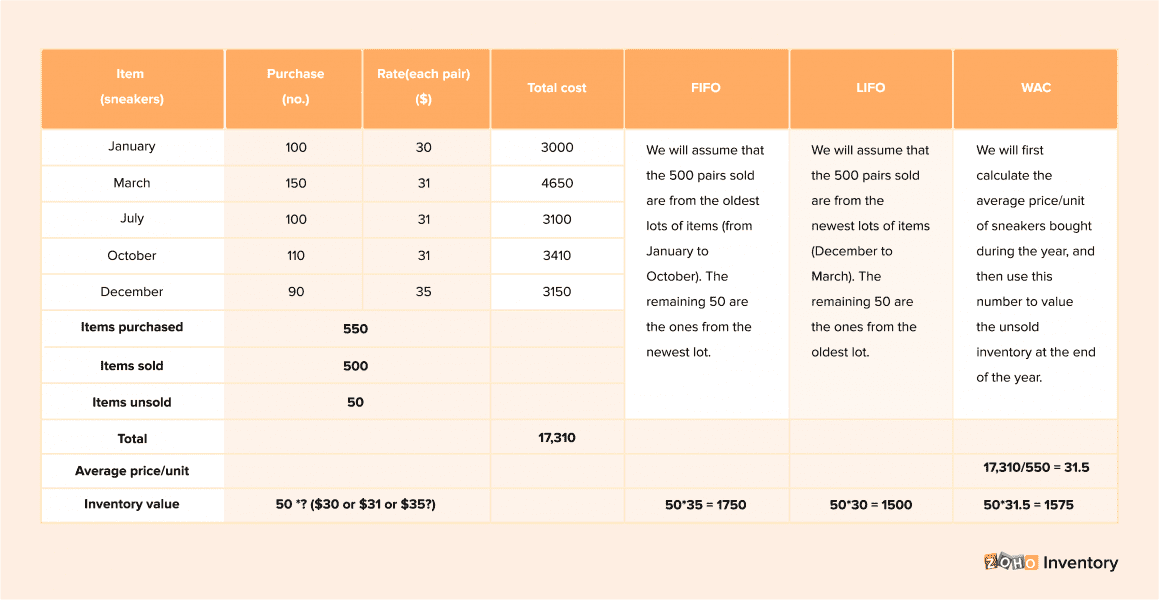 Item (sneakers) Purchase (no.) Rate(each pair) ($) Total cost FIFO LIFO WAC
January 100 30 3000
March 150 31 4650
July 100 31 3100
October 110 31 3410
December 90 35 3150
We will assume that
the 500 pairs sold
are from the oldest
lots of items (from
January to
October). The
remaining 50 are
the ones from the
newest lot.
We will assume that
the 500 pairs sold
are from the
newest lots of items
(December to
March). The
remaining 50 are
the ones from the
oldest lot.
We will first
calculate the
average price/unit
of sneakers bought
during the year, and
then use this
number to value
the unsold
inventory at the end
of the year.
Items purchased 550
Items sold 500
Items unsold 50
Total 17,310
Average price/unit 17,310/550 = 31.5
Inventory value 50 *? ($30 or $31 or $35?) 50*35 = 1750 50*30 = 1500 50*31.5 = 1575
ZOHO Inventory